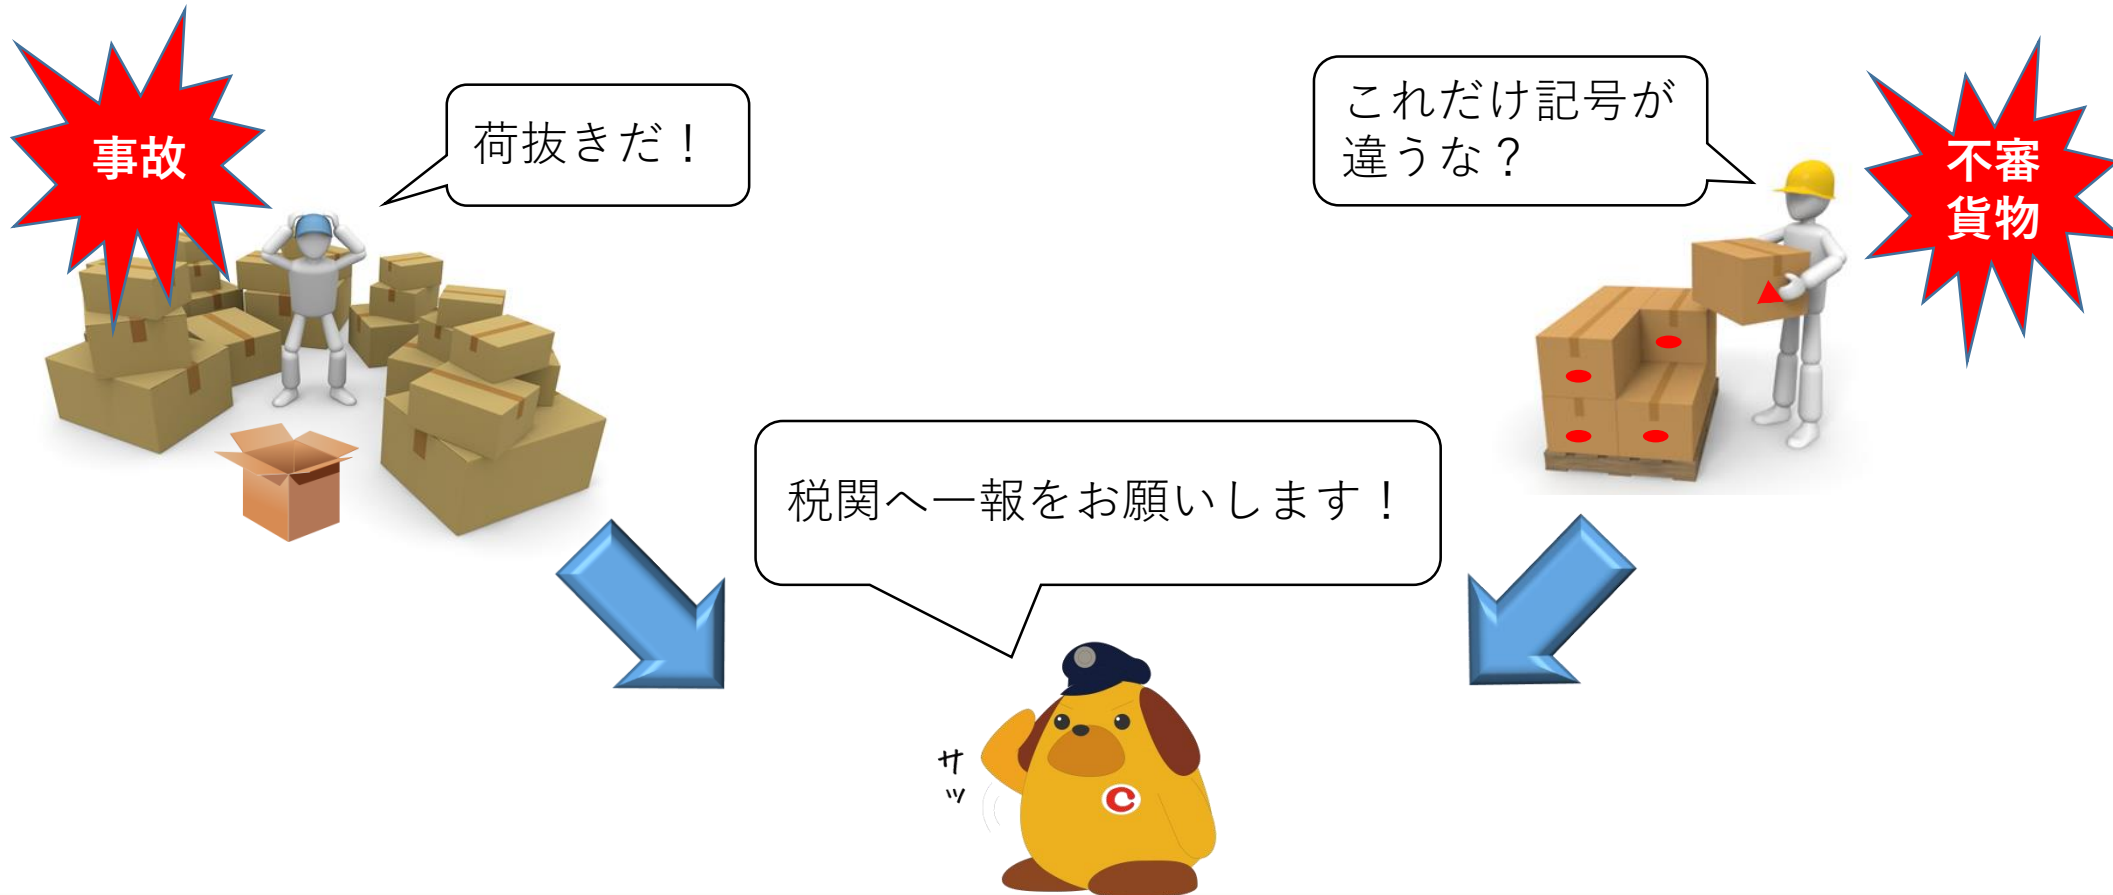 事故
荷抜きだ！
これだけ記号が
違うな？
不審
貨物
税関へ一報をお願いします！
サッ
C